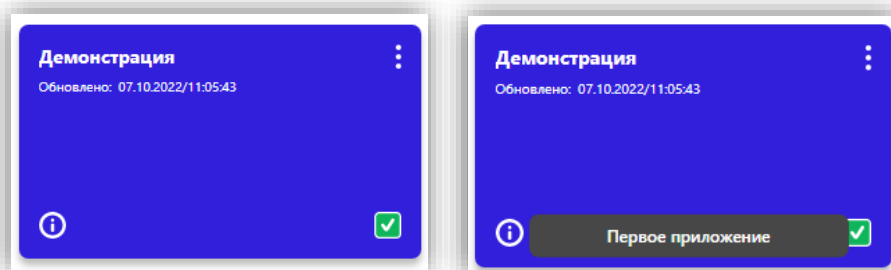 Демонстрация
Обновлено: 07.10.2022/11:05:43
Демонстрация
Обновлено: 07.10.2022/11:05:43
Первое приложение